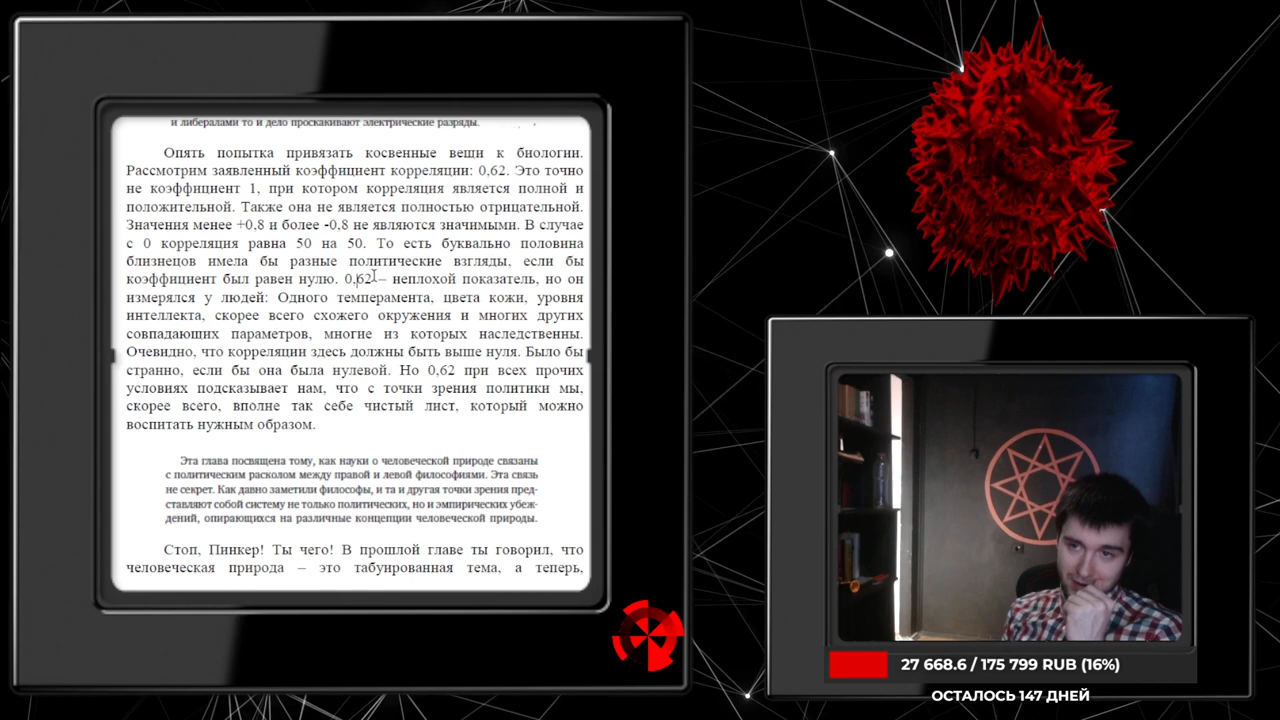 и либералами то и дело проскакивают электрические разряды.
Опять попытка привязать косвенные вещи к биологии.
Рассмотрим заявленный коэффициент корреляции: 0,62. Это точно
не коэффициент 1, при котором корреляция является полной и
положительной. Также она не является полностью отрицательной.
Значения менее +0,8 и более -0,8 не являются значимыми. В случае
с 0 корреляция равна 50 на 50. То есть буквально половина
близнецов имела бы разные политические взгляды, если бы
коэффициент был равен нулю. 0,62 – неплохой показатель, но он
измерялся у людей: Одного темперамента, цвета кожи, уровня
интеллекта, скорее всего схожего окружения и многих других
совпадающих параметров, многие из которых наследственны.
Очевидно, что корреляции здесь должны быть выше нуля. Было бы
странно, если бы она была нулевой. Но 0,62 при всех прочих
условиях подсказывает нам, что с точки зрения политики мы,
скорее всего, вполне так себе чистый лист, который можно
воспитать нужным образом.
Эта глава посвящена тому, как науки о человеческой природе связаны
с политическим расколом между правой и левой философиями. Эта связь
не секрет. Как давно заметили философы, и та и другая точки зрения пред-
ставляют собой систему не только политических, но и эмпирических убеж-
дений, опирающихся на различные концепции человеческой природы.
Стоп, Пинкер! Ты чего! В прошлой главе ты говорил, что
человеческая природа – это табуированная тема, а теперь,
27 668.6 / 175 799 RUB (16%)
ОСТАЛОСЬ 147 ДНЕЙ